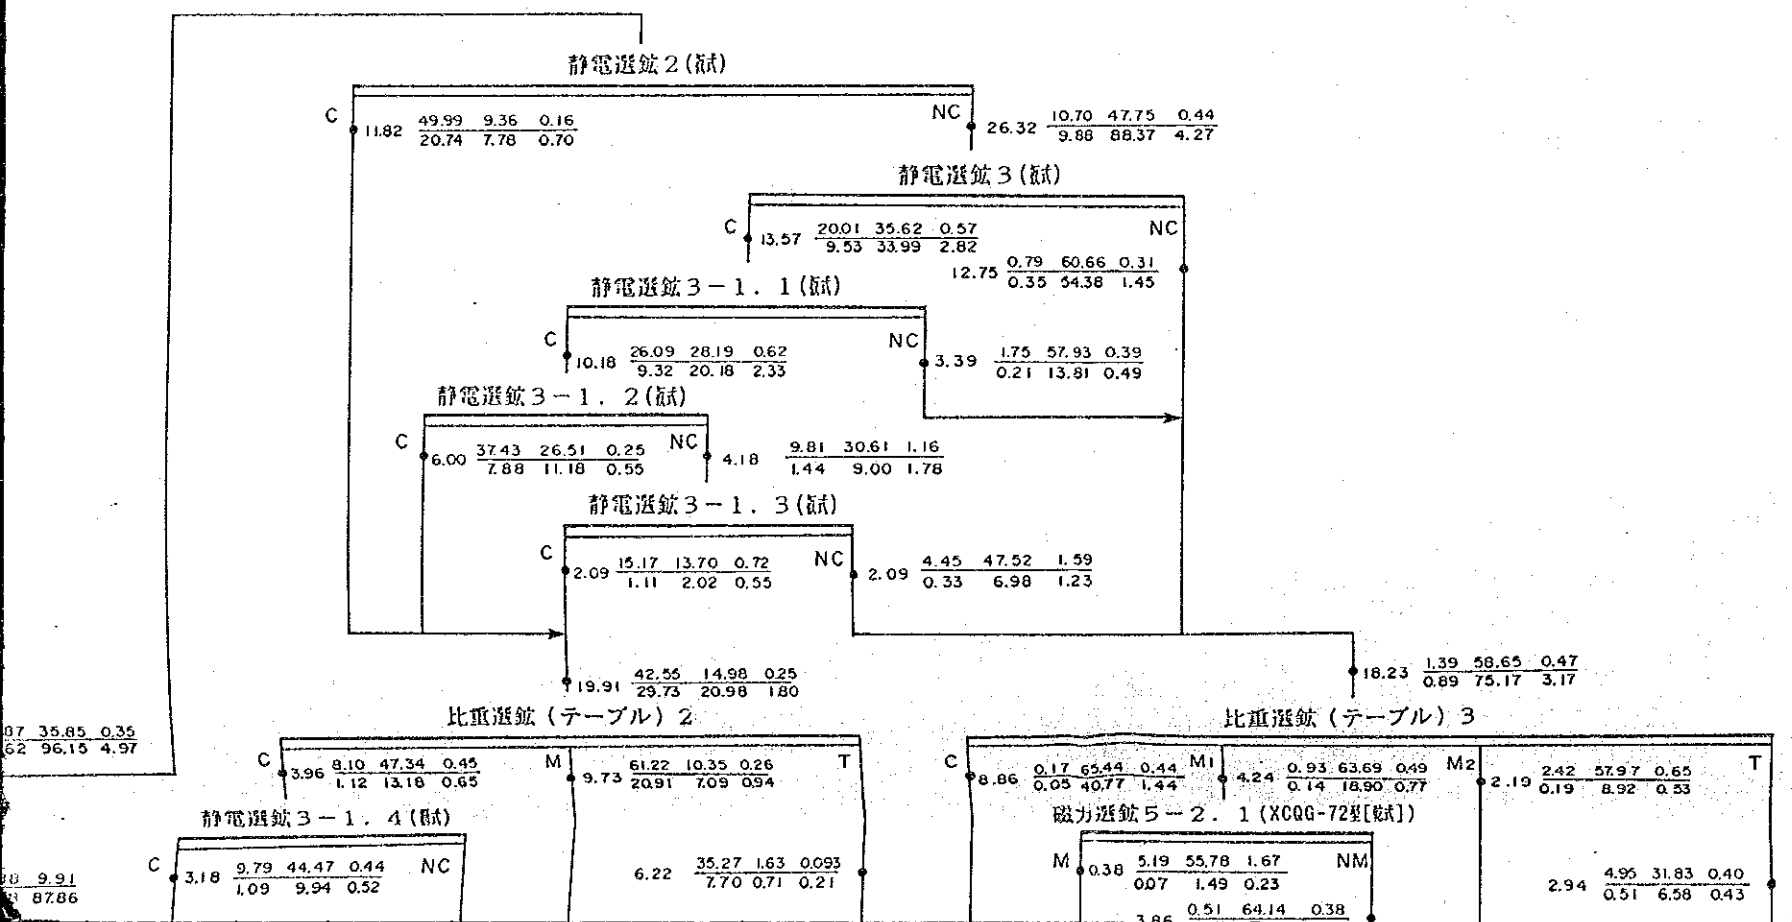 静電選鉱2(試)
C 11.82 49.99 9.36 0.16
20.74 7.78 0.70
NC 26.32 10.70 47.75 0.44
9.88 88.37 4.27
静電選鉱3(試)
C 13.57 20.01 35.62 0.57
9.53 33.99 2.82
NC
12.75 0.79 60.66 0.31
0.35 54.38 1.45
静電選鉱3-1.1(試)
C 10.18 26.09 28.19 0.62
9.32 20.18 2.33
NC 3.39 1.75 57.93 0.39
0.21 13.81 0.49
静電選鉱3-1.2(試)
C 6.00 37.43 26.51 0.25
7.88 11.18 0.55
NC 4.18 9.81 30.61 1.16
1.44 9.00 1.78
静電選鉱3-1.3(試)
C 2.09 15.17 13.70 0.72
1.11 2.02 0.55
NC 2.09 4.45 47.52 1.59
0.33 6.98 1.23
19.91 42.55 14.98 0.25
29.73 20.98 1.80
18.23 1.39 58.65 0.47
0.89 75.17 3.17
37 35.85 0.35
62 96.15 4.97
比重選鉱(テーブル)2
C 3.96 8.10 47.34 0.45
1.12 13.18 0.65
M 9.73 61.22 10.35 0.26
20.91 7.09 0.94
T
6.22 35.27 1.63 0.093
7.70 0.71 0.21
静電選鉱3-1.4(試)
C 3.18 9.79 44.47 0.44
1.09 9.94 0.52
NC
9.91
87.86
比重選鉱(テーブル)3
C 8.86 0.17 65.44 0.44
0.05 40.77 1.44
M1 4.24 0.93 63.69 0.49
0.14 18.90 0.77
M2 2.19 2.42 57.97 0.65
0.19 8.92 0.53
T
2.94 4.95 31.83 0.40
0.51 6.58 0.43
磁力選鉱5-2.1(XCQG-72型[試])
M 0.38 5.19 55.78 1.67
0.07 1.49 0.23
NM
3.86 0.51 64.14 0.38